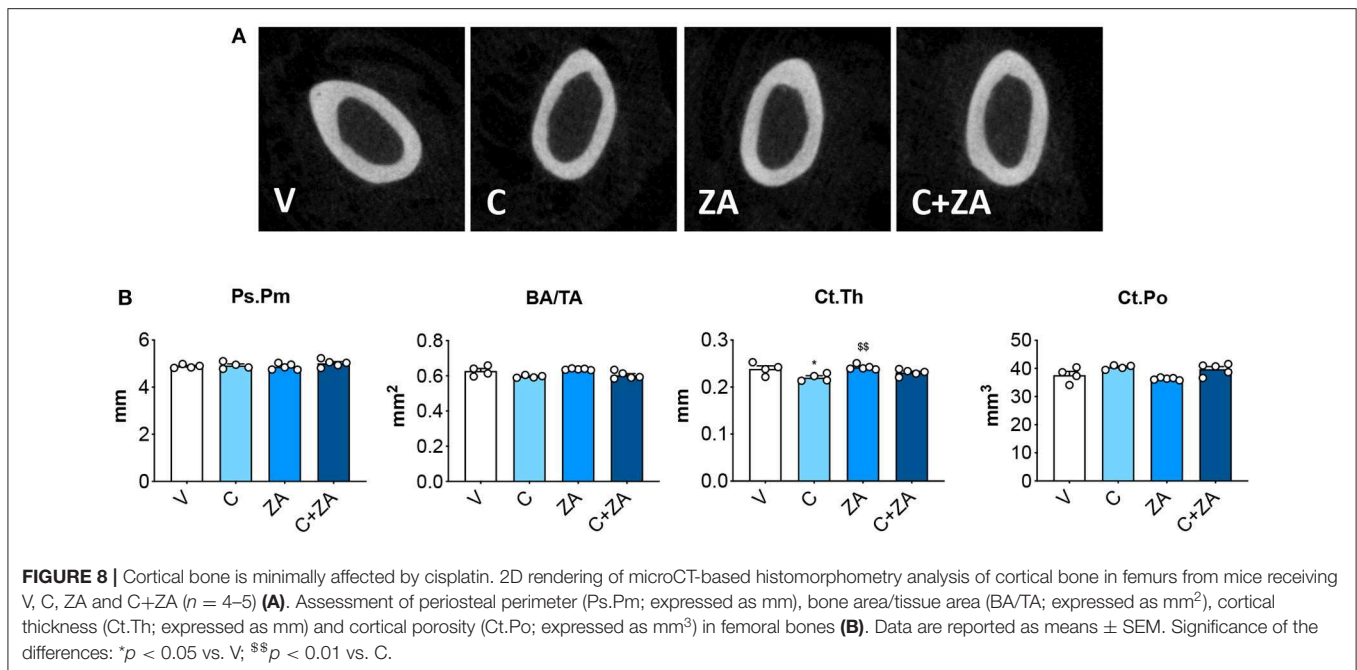 A
V
C
ZA
C+ZA
B
Ps.Pm
BA/TA
Ct.Th
Ct.Po
mm
6
4
2
0
V
C
ZA
C+ZA
mm²
0.8
0.6
0.4
0.2
0.0
V
C
ZA
C+ZA
mm
0.3
0.2
0.1
0.0
*
$$
V
C
ZA
C+ZA
mm³
50
40
30
20
10
0
V
C
ZA
C+ZA
FIGURE 8 | Cortical bone is minimally affected by cisplatin. 2D rendering of microCT-based histomorphometry analysis of cortical bone in femurs from mice receiving
V, C, ZA and C+ZA (n = 4–5) (A). Assessment of periosteal perimeter (Ps.Pm; expressed as mm), bone area/tissue area (BA/TA; expressed as mm²), cortical
thickness (Ct.Th; expressed as mm) and cortical porosity (Ct.Po; expressed as mm³) in femoral bones (B). Data are reported as means ± SEM. Significance of the
differences: *p < 0.05 vs. V; $$p < 0.01 vs. C.